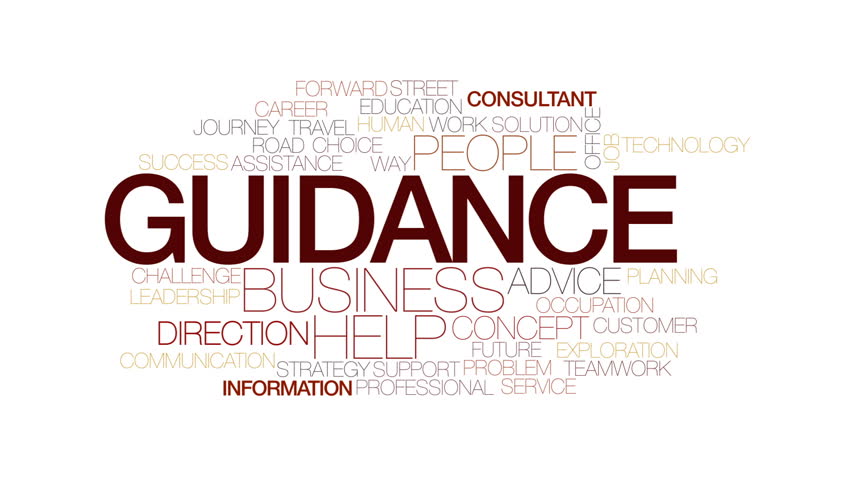 FORWARD STREET
CAREER EDUCATION CONSULTANT
JOURNEY TRAVEL HUMAN WORK SOLUTION OFFICE
ROAD CHOICE PEOPLE JOB TECHNOLOGY
SUCCESS ASSISTANCE WAY
GUIDANCE
CHALLENGE BUSINESS ADVICE PLANNING
LEADERSHIP OCCUPATION
DIRECTION HELP CONCEPT CUSTOMER
COMMUNICATION FUTURE EXPLORATION
STRATEGY SUPPORT PROBLEM TEAMWORK
INFORMATION PROFESSIONAL SERVICE